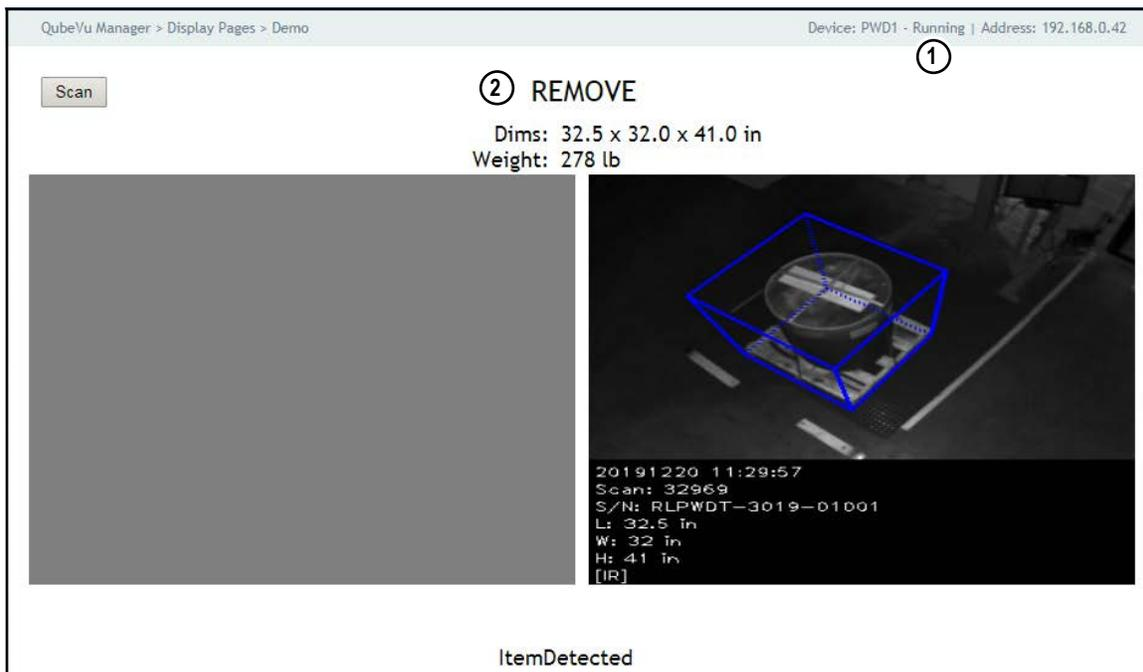 QubeVu Manager > Display Pages > Demo
Device: PWD1 - Running | Address: 192.168.0.42
1
Scan
2 REMOVE
Dims: 32.5 x 32.0 x 41.0 in
Weight: 278 lb
20191220 11:29:57
Scan: 32969
S/N: RLPWDT-3019-01001
L: 32.5 in
W: 32 in
H: 41 in
[IR]
ItemDetected